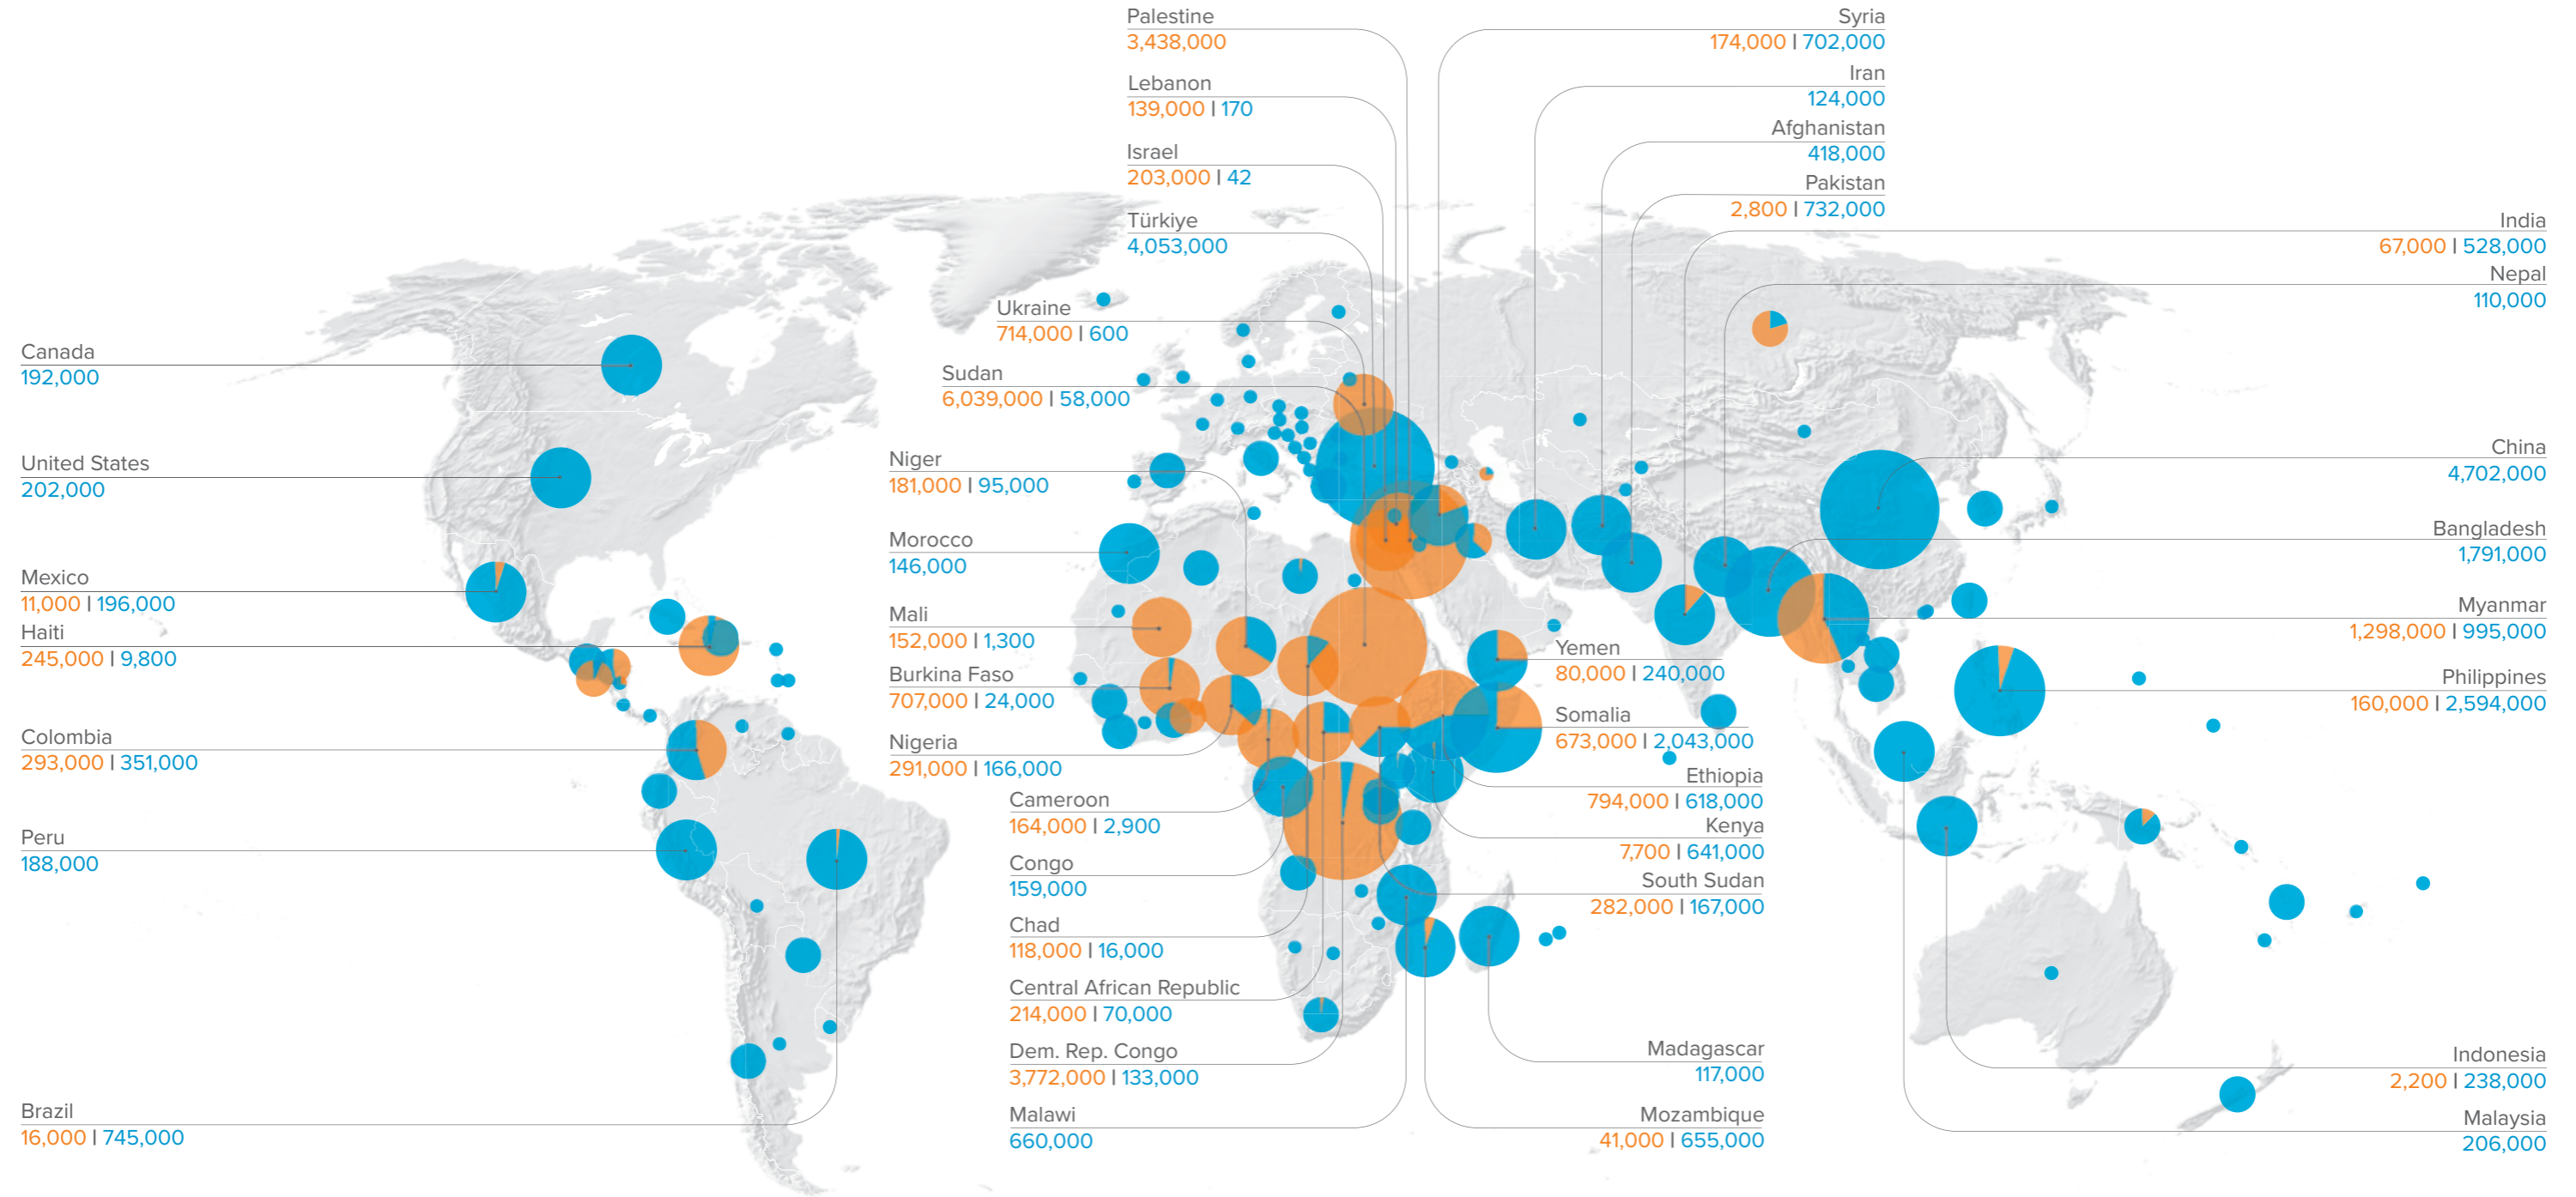 Palestine
3,438,000
Lebanon
139,000 | 170
Israel
203,000 | 42
Türkiye
4,053,000
Ukraine
714,000 | 600
Sudan
6,039,000 | 58,000
Niger
181,000 | 95,000
Morocco
146,000
Mali
152,000 | 1,300
Burkina Faso
707,000 | 24,000
Nigeria
291,000 | 166,000
Cameroon
164,000 | 2,900
Congo
159,000
Chad
118,000 | 16,000
Central African Republic
214,000 | 70,000
Dem. Rep. Congo
3,772,000 | 133,000
Malawi
660,000
Canada
192,000
United States
202,000
Mexico
11,000 | 196,000
Haiti
245,000 | 9,800
Colombia
293,000 | 351,000
Peru
188,000
Brazil
16,000 | 745,000
Syria
174,000 | 702,000
Iran
124,000
Afghanistan
418,000
Pakistan
2,800 | 732,000
India
67,000 | 528,000
Nepal
110,000
China
4,702,000
Bangladesh
1,791,000
Myanmar
1,298,000 | 995,000
Philippines
160,000 | 2,594,000
Yemen
80,000 | 240,000
Somalia
673,000 | 2,043,000
Ethiopia
794,000 | 618,000
Kenya
7,700 | 641,000
South Sudan
282,000 | 167,000
Madagascar
117,000
Mozambique
41,000 | 655,000
Indonesia
2,200 | 238,000
Malaysia
206,000